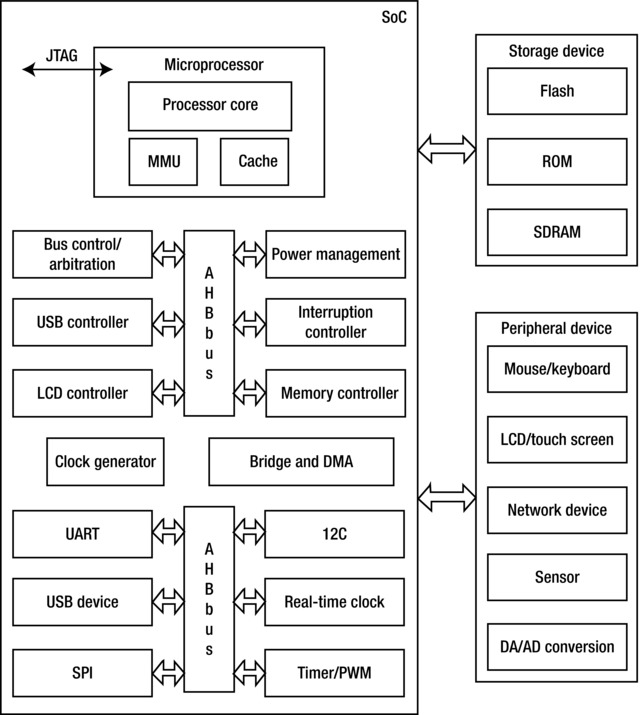 SoC
JTAG
Microprocessor
Processor core
MMU
Cache
Bus control/
arbitration
USB controller
LCD controller
AHBbus
Power management
Interruption
controller
Memory controller
Clock generator
Bridge and DMA
UART
USB device
SPI
AHBbus
12C
Real-time clock
Timer/PWM
Storage device
Flash
ROM
SDRAM
Peripheral device
Mouse/keyboard
LCD/touch screen
Network device
Sensor
DA/AD conversion